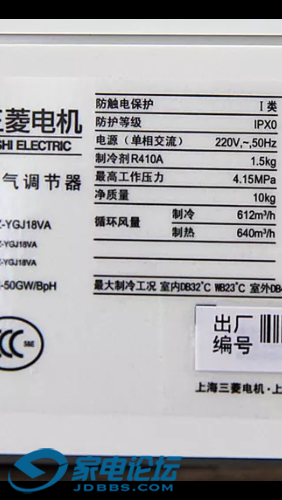 三菱电机
SHI ELECTRIC
气调节器
Z-YGJ18VA
Z-YGJ18VA
-YGJ18VA
-50GW/BpH
防触电保护 I类
防护等级 IPX0
电源（单相交流） 220V,~,50Hz
制冷剂R410A 1.5kg
最高工作压力 4.15MPa
净质量 10kg
循环风量 制冷 612m³/h
制热 640m³/h
最大制冷工况 室内DB32℃ WB23℃ 室外DB
出厂
编号
CCC
S&E
上海三菱电机·上
家电论坛
JDBBS.COM